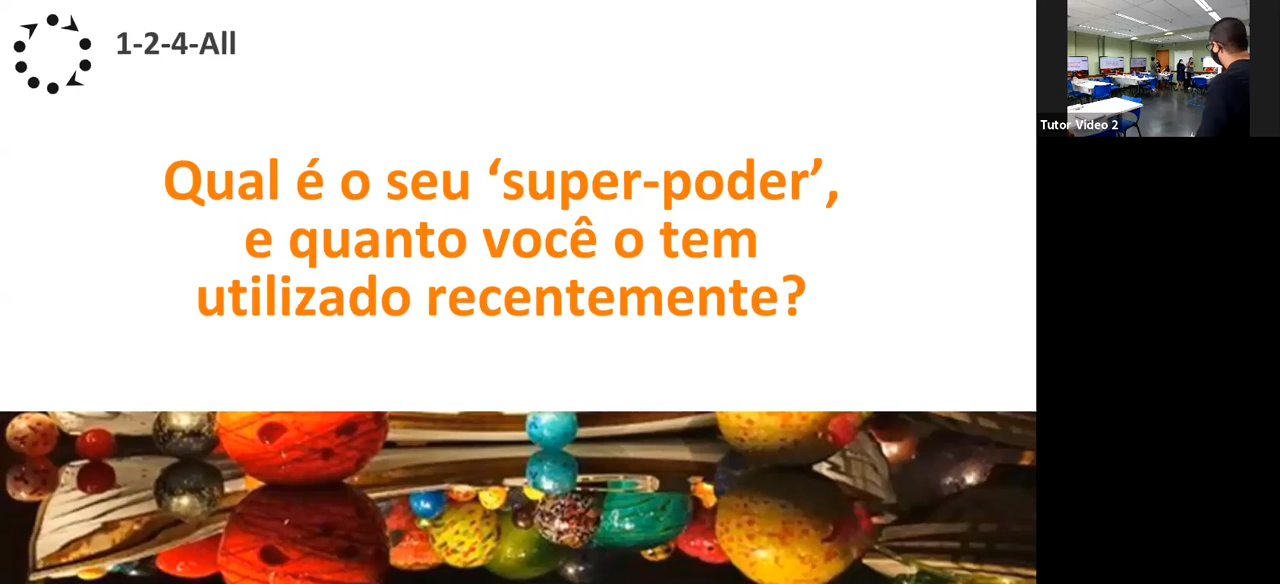 1-2-4-All
Qual é o seu ‘super-poder’,
e quanto você o tem
utilizado recentemente?
Tutor Video 2